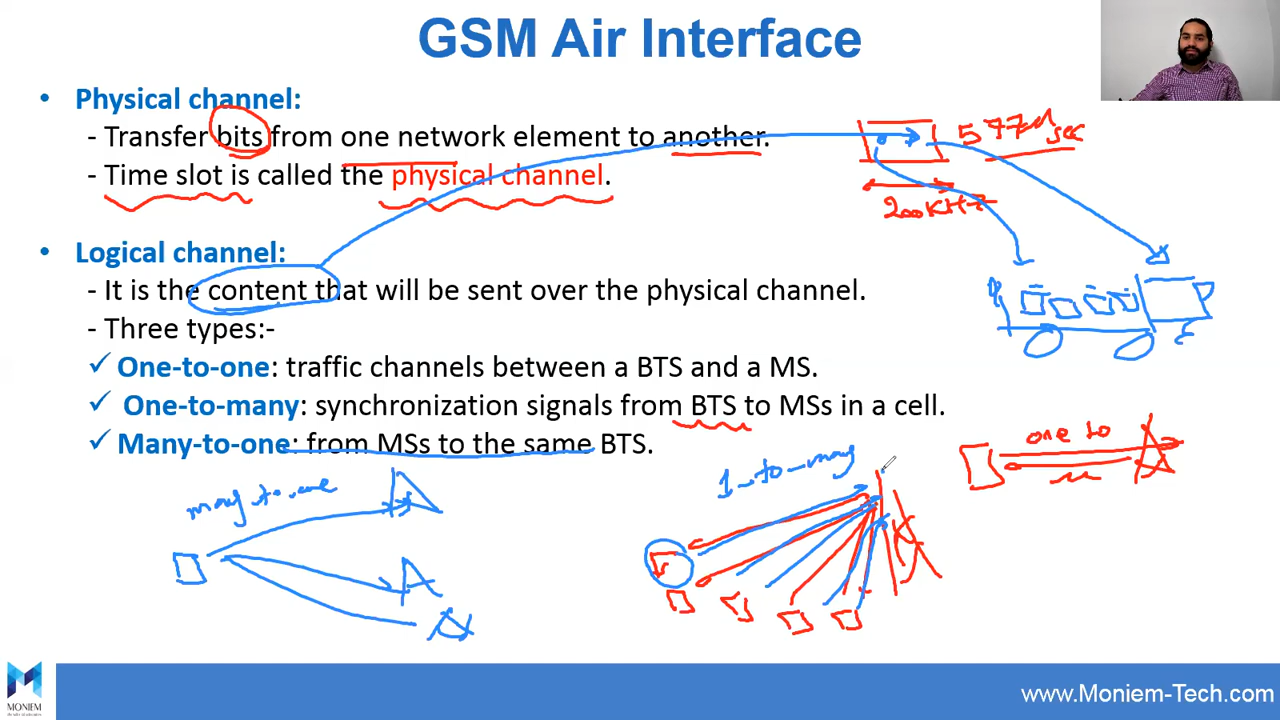 GSM Air Interface
• Physical channel:
- Transfer bits from one network element to another.
577 M sec
- Time slot is called the physical channel.
200KHZ
• Logical channel:
- It is the content that will be sent over the physical channel.
- Three types:-
✓ One-to-one: traffic channels between a BTS and a MS.
✓ One-to-many: synchronization signals from BTS to MSs in a cell.
✓ Many-to-one: from MSs to the same BTS.
one to
1-to-many
many-to-one
MONIEM
www.Moniem-Tech.com